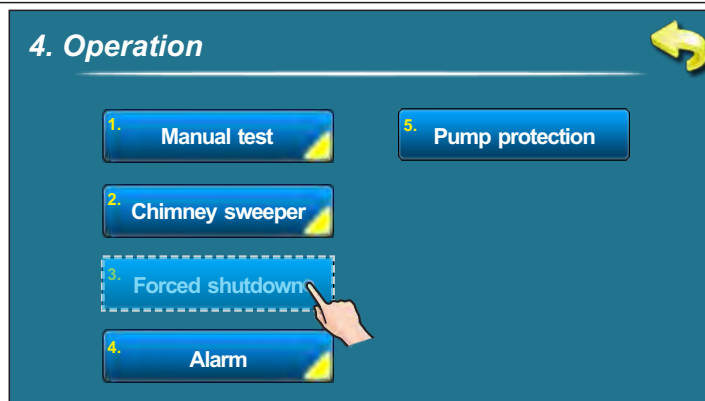 4. Operation
1. Manual test
5. Pump protection
2. Chimney sweeper
3. Forced shutdown
4. Alarm